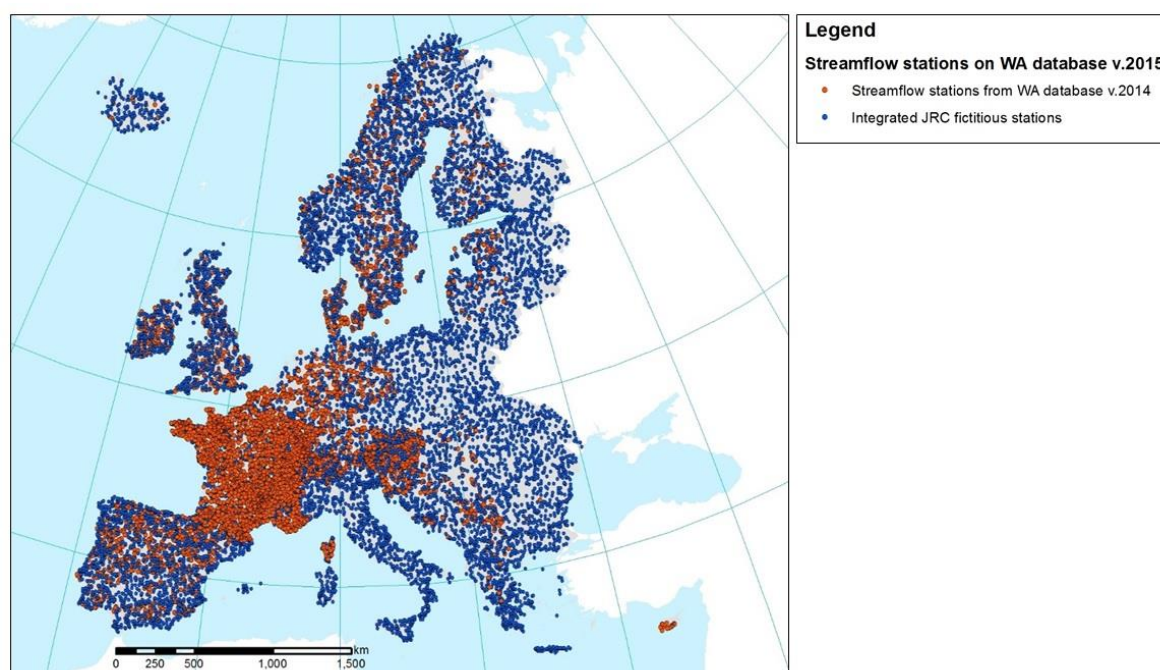 Legend
Streamflow stations on WA database v.2015
Streamflow stations from WA database v.2014
Integrated JRC fictitious stations
km
0 250 500 1,000 1,500